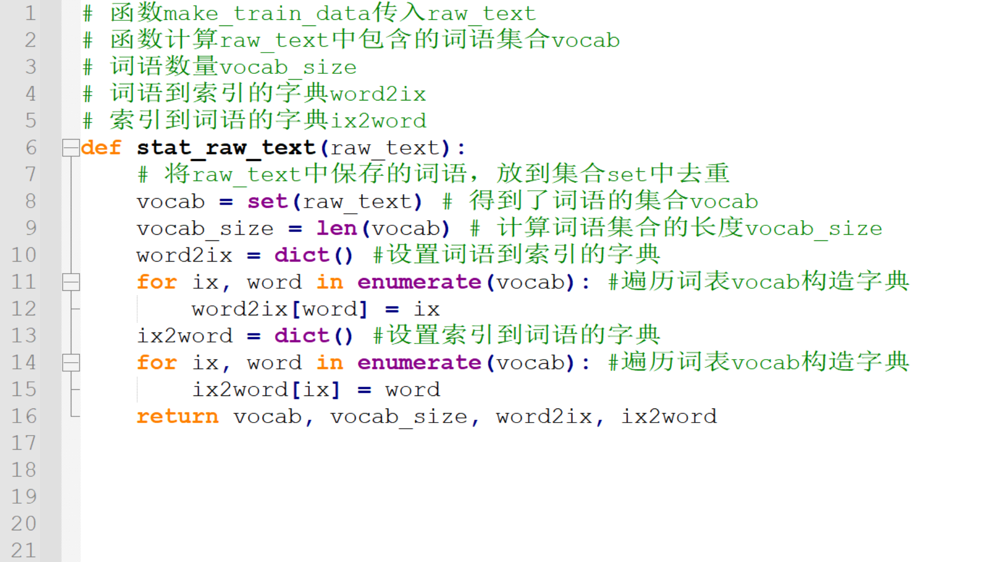 1 # 函数make_train_data传入raw_text
2 # 函数计算raw_text中包含的词语集合vocab
3 # 词语数量vocab_size
4 # 词语到索引的字典word2ix
5 # 索引到词语的字典ix2word
6 def stat_raw_text(raw_text):
7     # 将raw_text中保存的词语，放到集合set中去重
8     vocab = set(raw_text) # 得到了词语的集合vocab
9     vocab_size = len(vocab) # 计算词语集合的长度vocab_size
10     word2ix = dict() #设置词语到索引的字典
11     for ix, word in enumerate(vocab): #遍历词表vocab构造字典
12         word2ix[word] = ix
13     ix2word = dict() #设置索引到词语的字典
14     for ix, word in enumerate(vocab): #遍历词表vocab构造字典
15         ix2word[ix] = word
16     return vocab, vocab_size, word2ix, ix2word
17
18
19
20
21